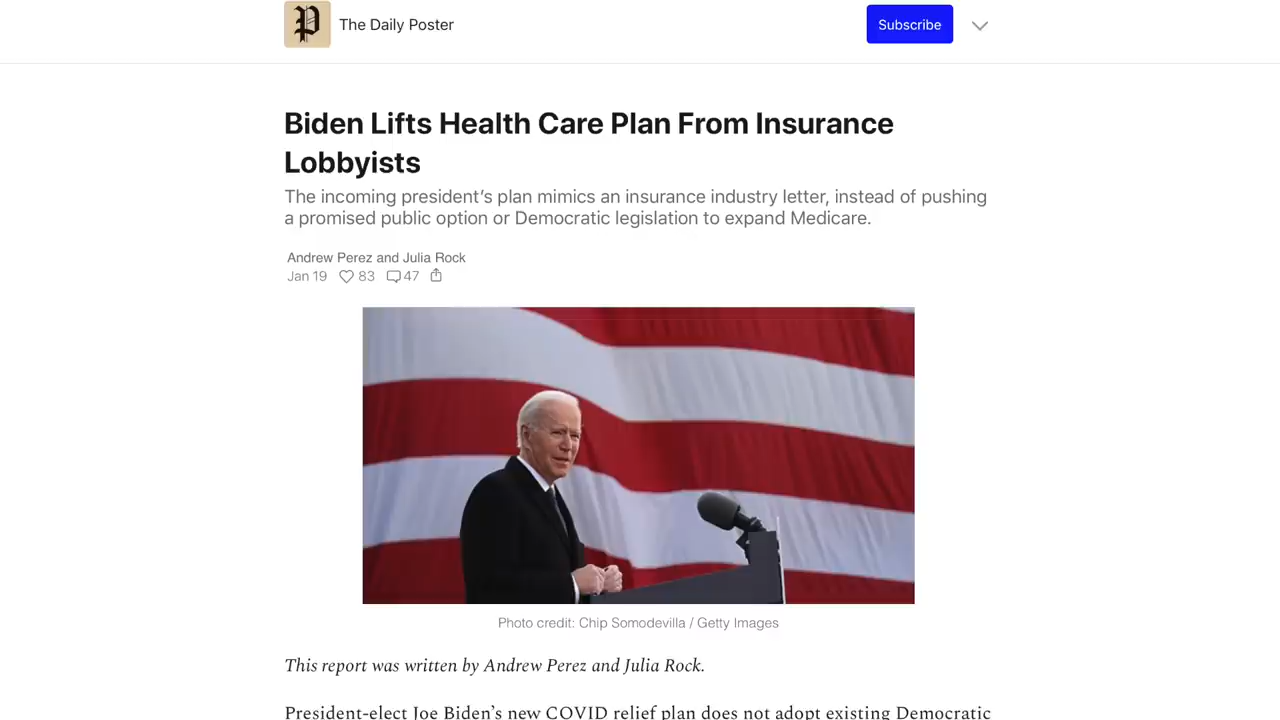 The Daily Poster
Subscribe
Biden Lifts Health Care Plan From Insurance
Lobbyists
The incoming president’s plan mimics an insurance industry letter, instead of pushing
a promised public option or Democratic legislation to expand Medicare.
Andrew Perez and Julia Rock
Jan 19 83 47
Photo credit: Chip Somodevilla / Getty Images
This report was written by Andrew Perez and Julia Rock.
President-elect Joe Biden’s new COVID relief plan does not adopt existing Democratic